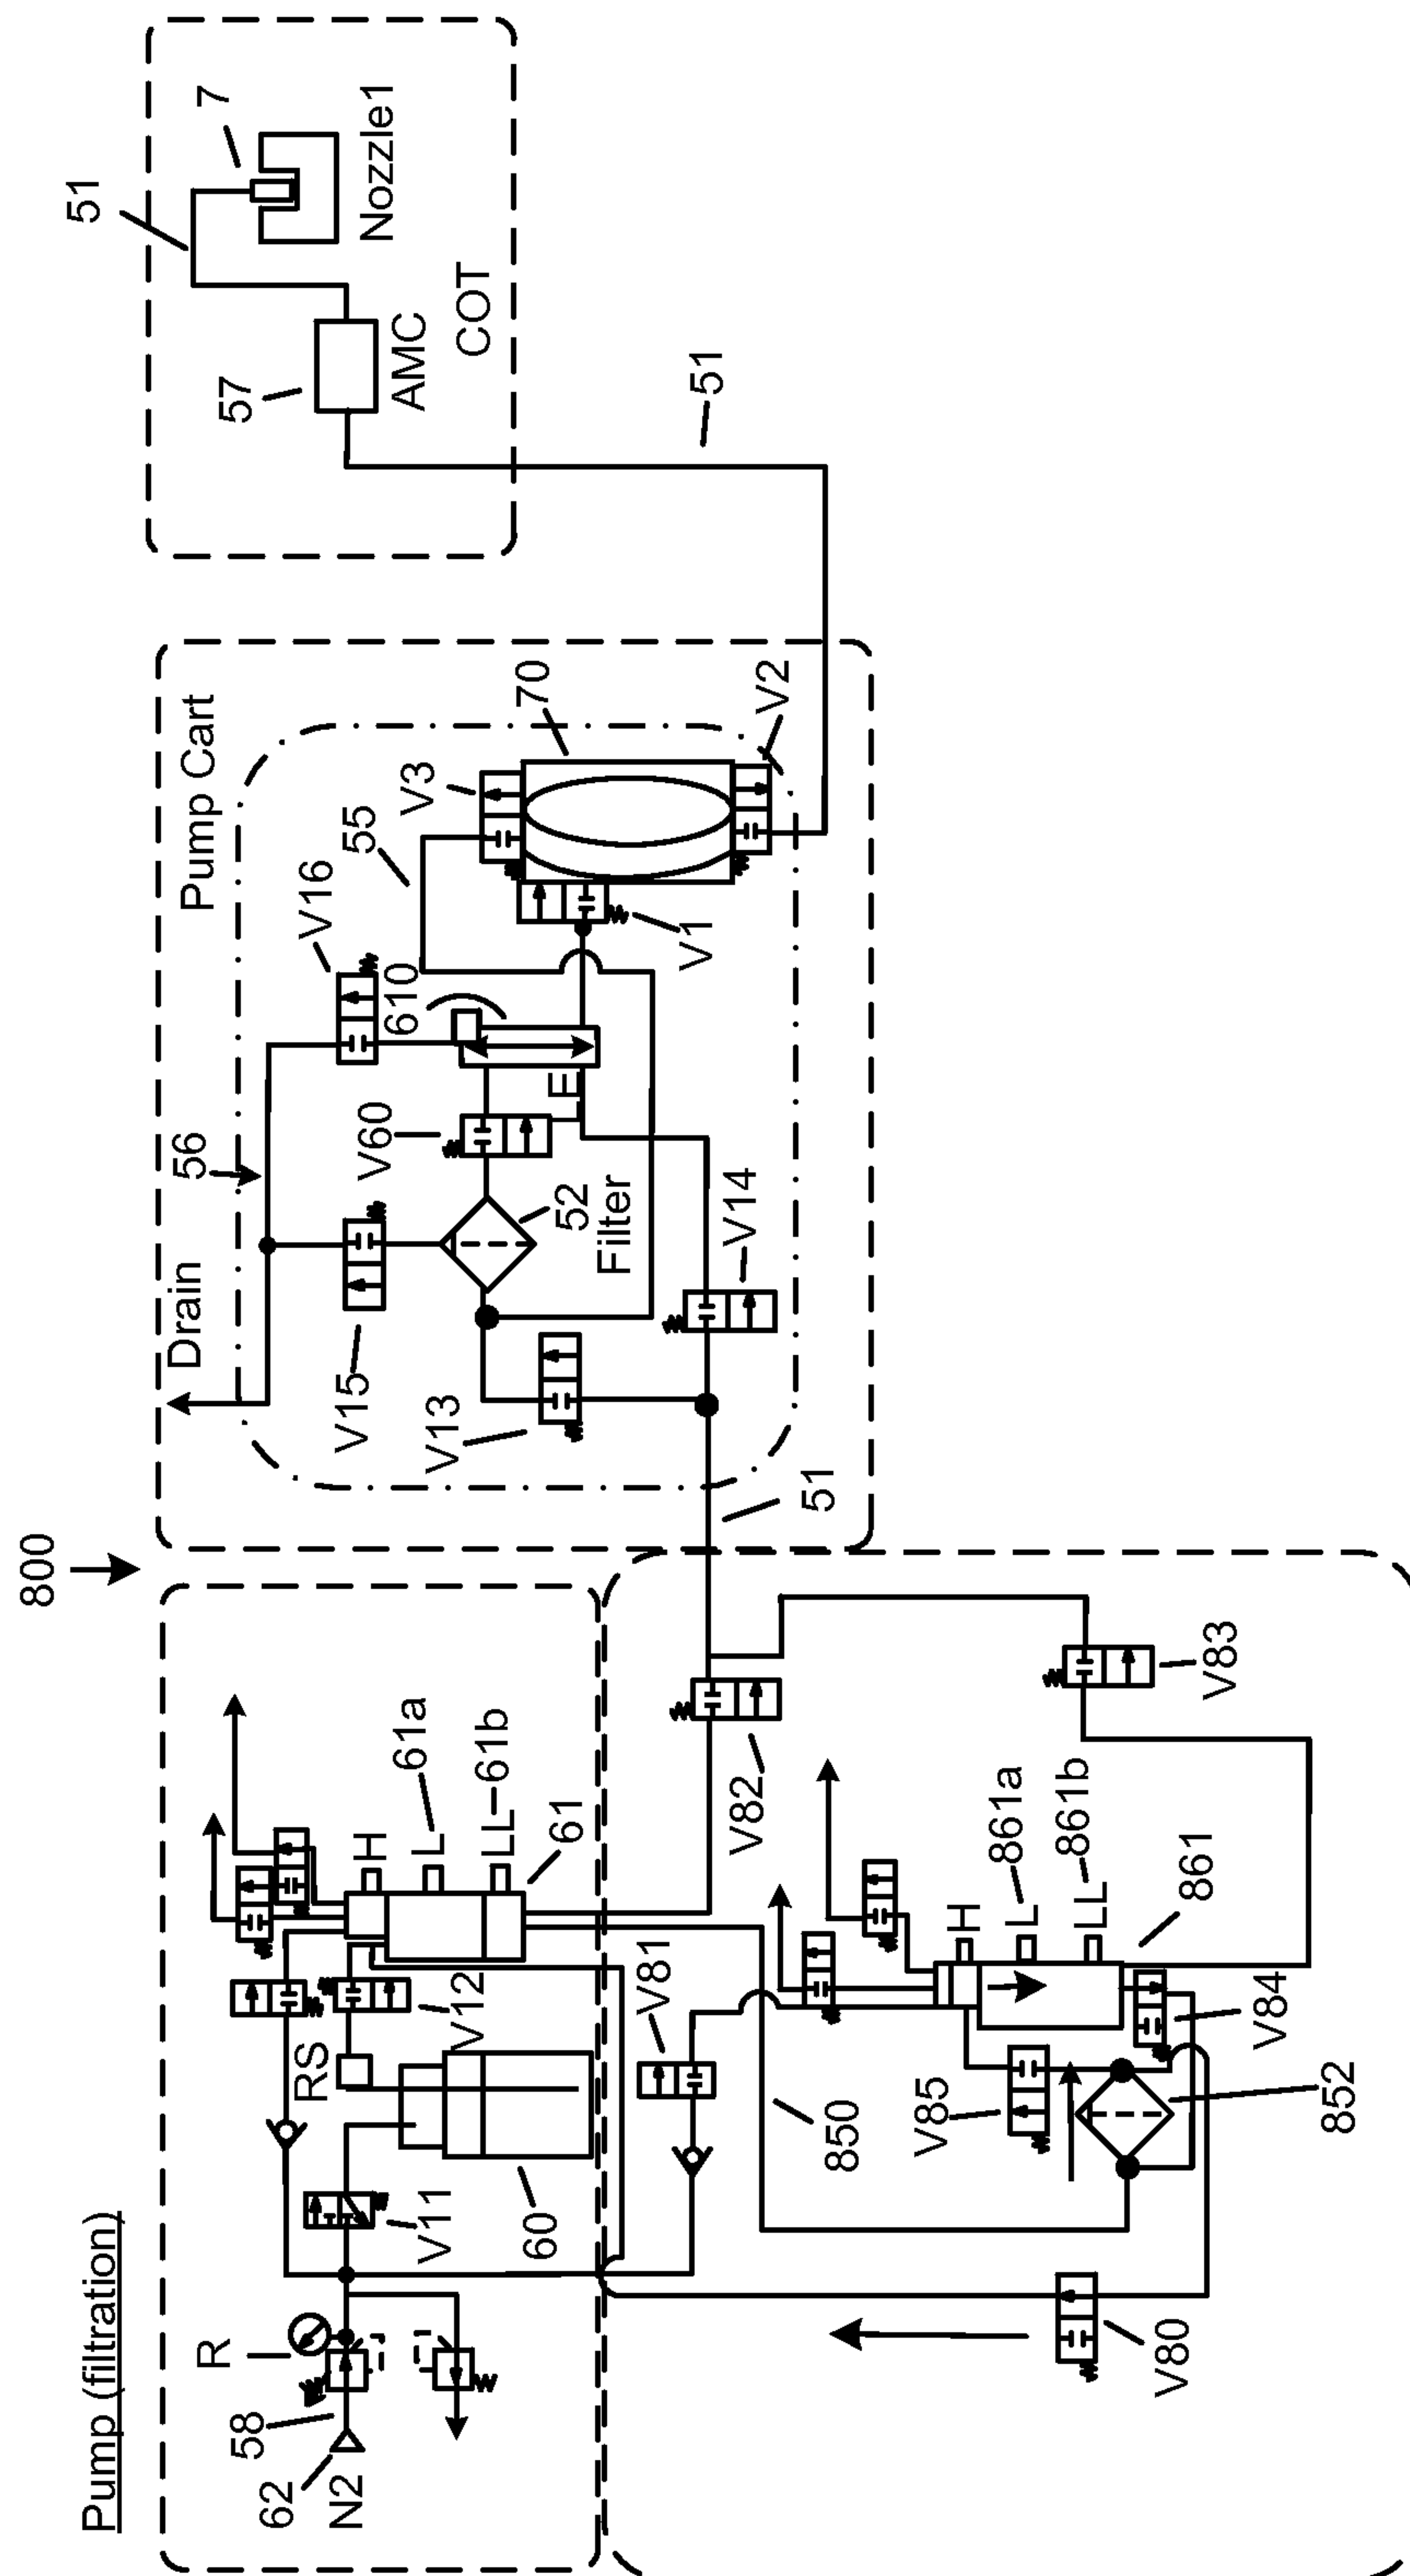 Pump (filtration)
800
62
N2
58
R
V11
60
RS
V12
H
L
61a
LL
61b
61
Drain
56
V15
V13
52
Filter
V14
V60
E
610
V16
Pump Cart
55
V3
70
V1
V2
51
51
57
AMC
COT
51
7
Nozzle1
V82
V83
V81
850
V80
V85
852
V84
H
L
861a
LL
861b
861